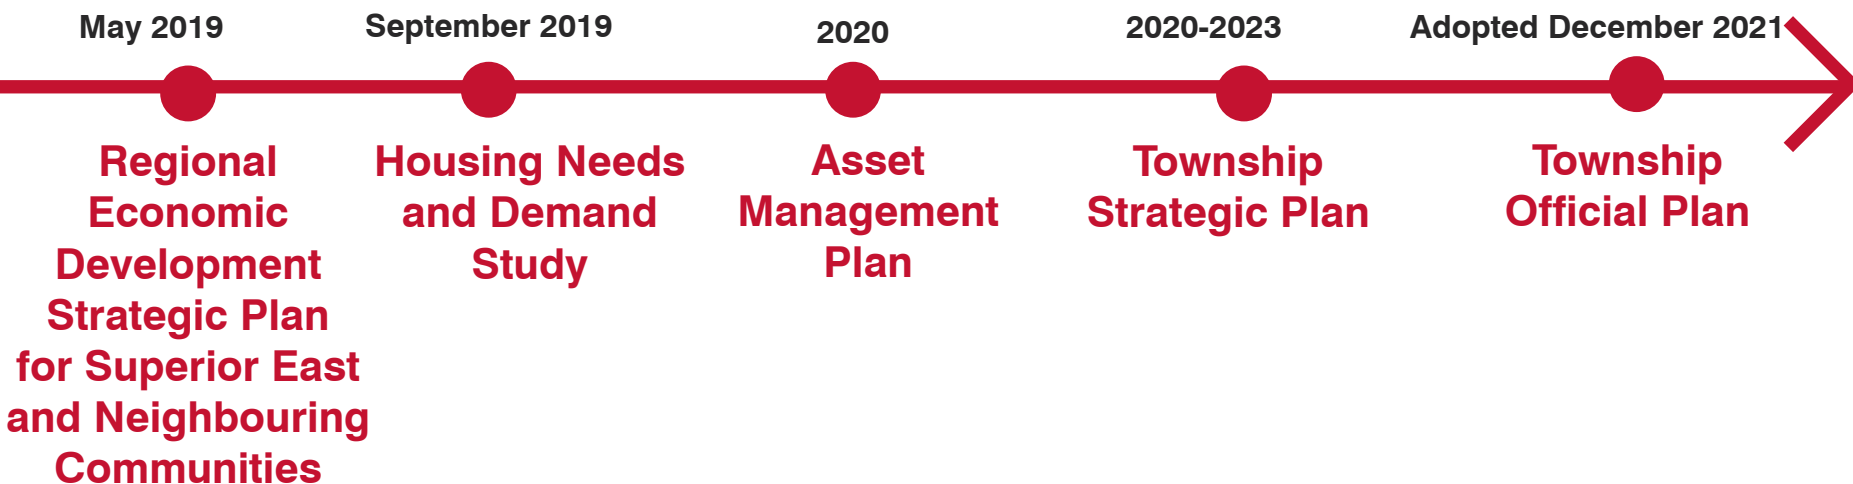 May 2019
Regional
Economic
Development
Strategic Plan
for Superior East
and Neighbouring
Communities
September 2019
Housing Needs
and Demand
Study
2020
Asset
Management
Plan
2020-2023
Township
Strategic Plan
Adopted December 2021
Township
Official Plan